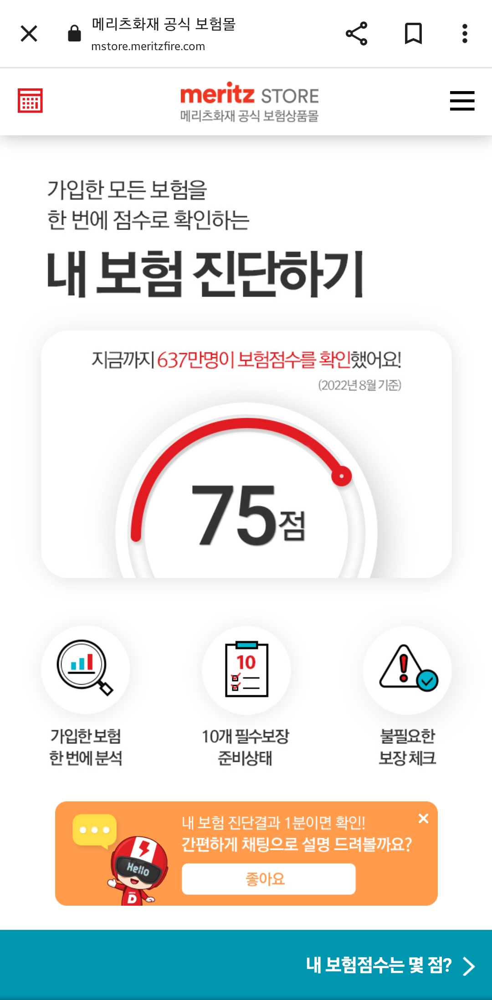 메리츠화재 공식 보험몰
mstore.meritzfire.com
meritz STORE
메리츠화재 공식 보험상품몰
가입한 모든 보험을
한 번에 점수로 확인하는
내 보험 진단하기
지금까지 637만명이 보험점수를 확인했어요!
(2022년 8월 기준)
75점
10
가입한 보험
한 번에 분석
10개 필수보장
준비상태
불필요한
보장 체크
내 보험 진단결과 1분이면 확인!
간편하게 채팅으로 설명 드려볼까요?
Hello
좋아요
D
내 보험점수는 몇 점?